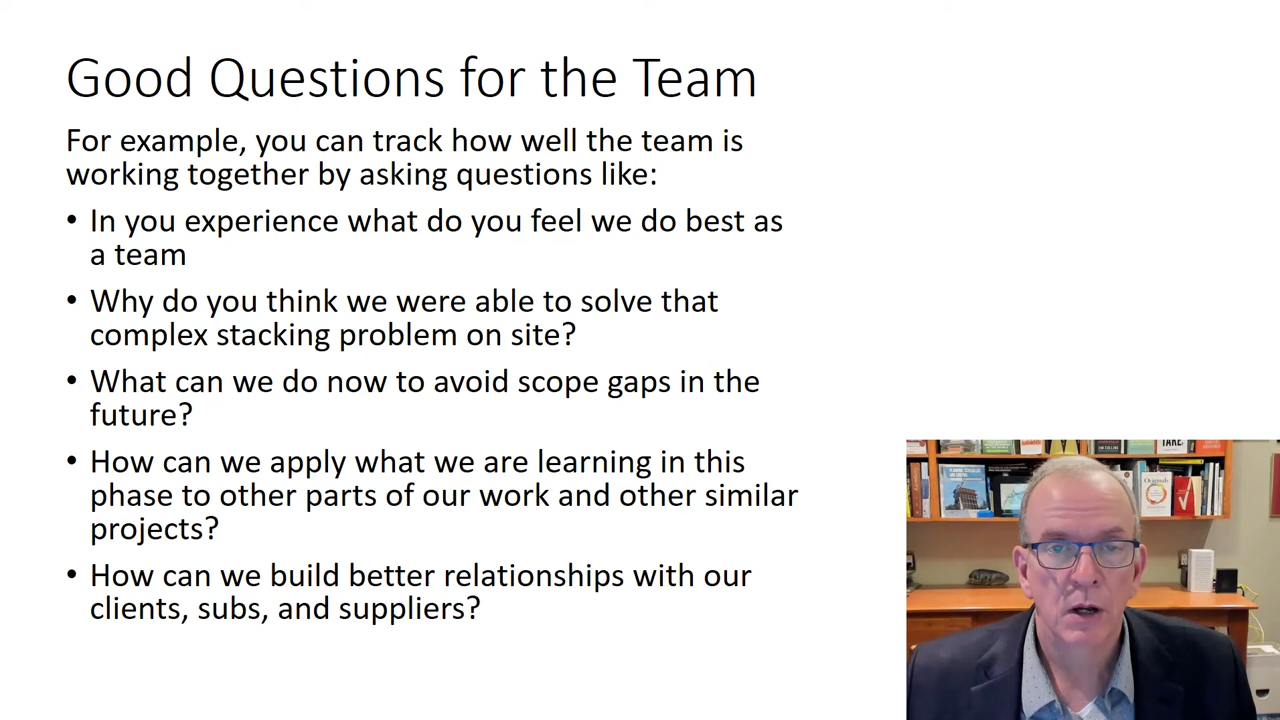 Good Questions for the Team
For example, you can track how well the team is
working together by asking questions like:
• In you experience what do you feel we do best as
a team
• Why do you think we were able to solve that
complex stacking problem on site?
• What can we do now to avoid scope gaps in the
future?
• How can we apply what we are learning in this
phase to other parts of our work and other similar
projects?
• How can we build better relationships with our
clients, subs, and suppliers?
JIM COLLINS
TAKE.
Originals